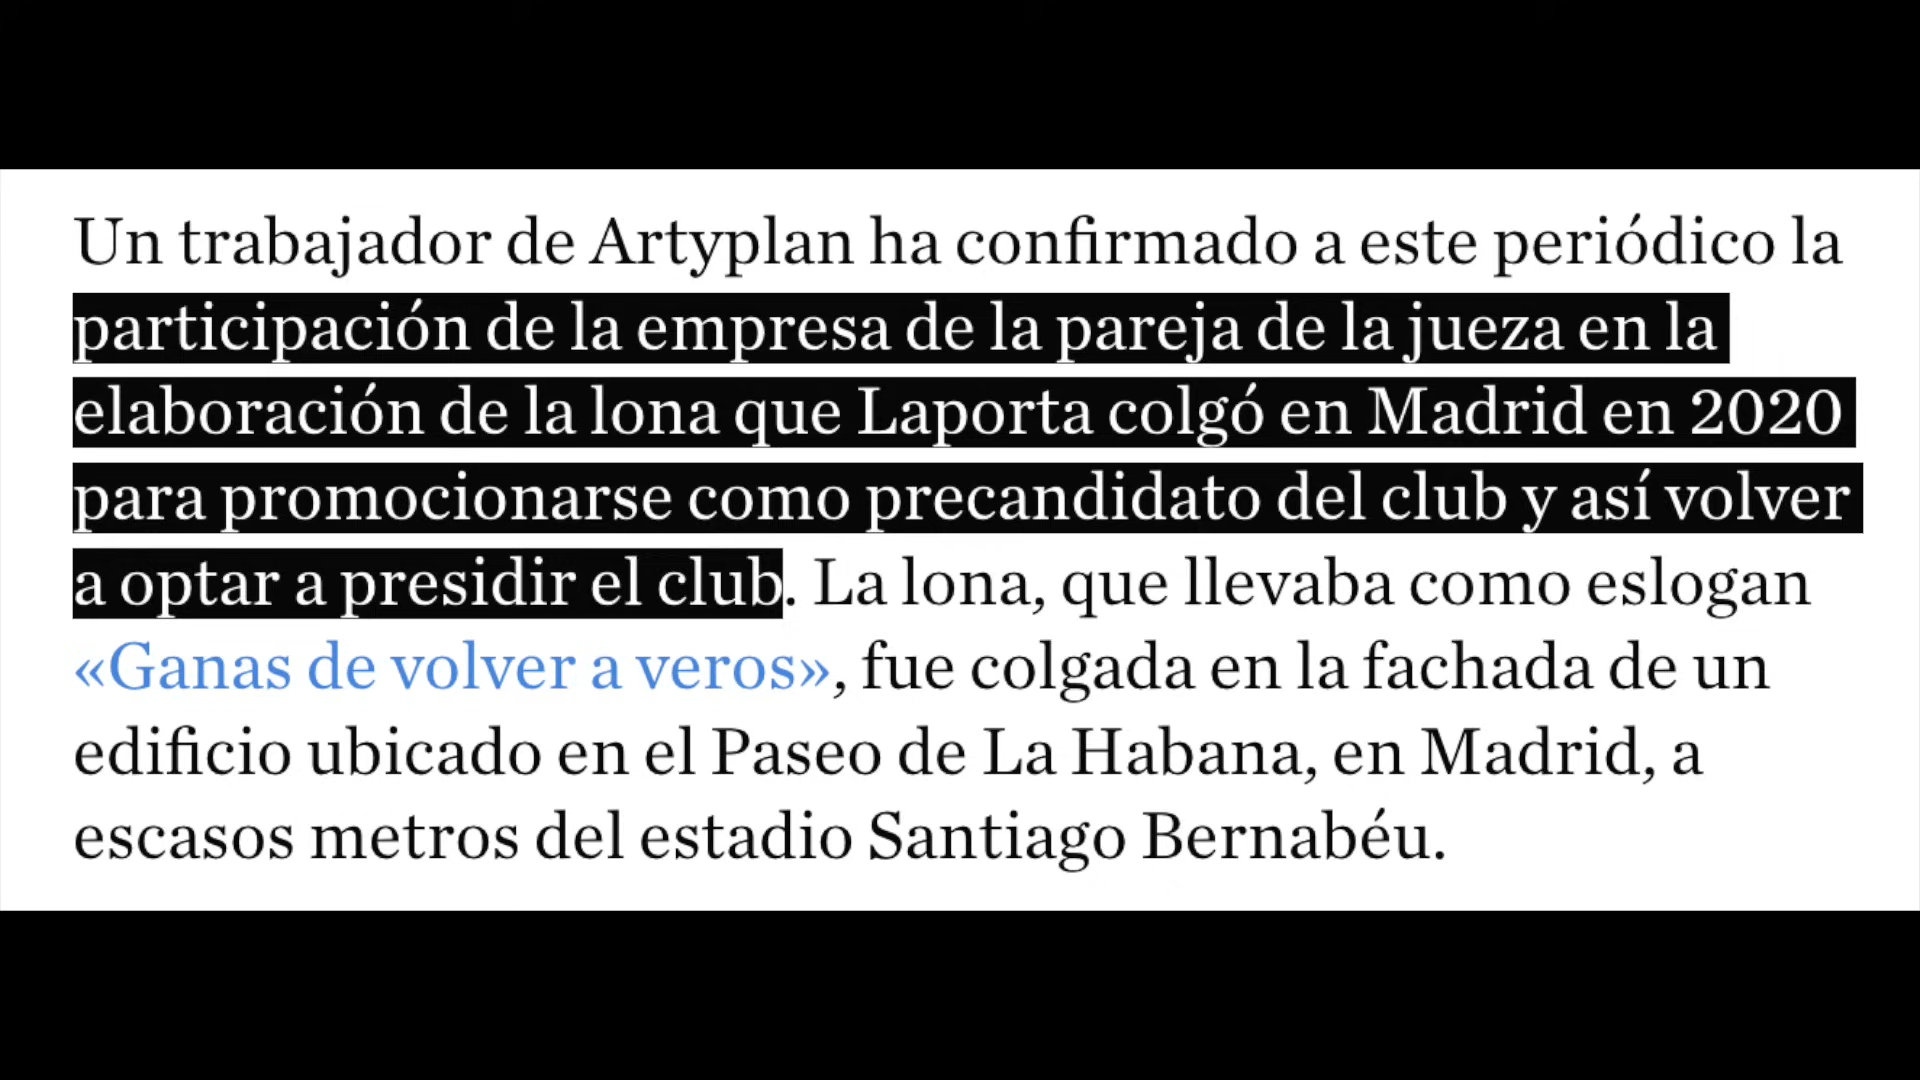 Un trabajador de Artyplan ha confirmado a este periódico la
participación de la empresa de la pareja de la jueza en la
elaboración de la lona que Laporta colgó en Madrid en 2020
para promocionarse como precandidato del club y así volver
a optar a presidir el club. La lona, que llevaba como eslogan
«Ganas de volver a veros», fue colgada en la fachada de un
edificio ubicado en el Paseo de La Habana, en Madrid, a
escasos metros del estadio Santiago Bernabéu.